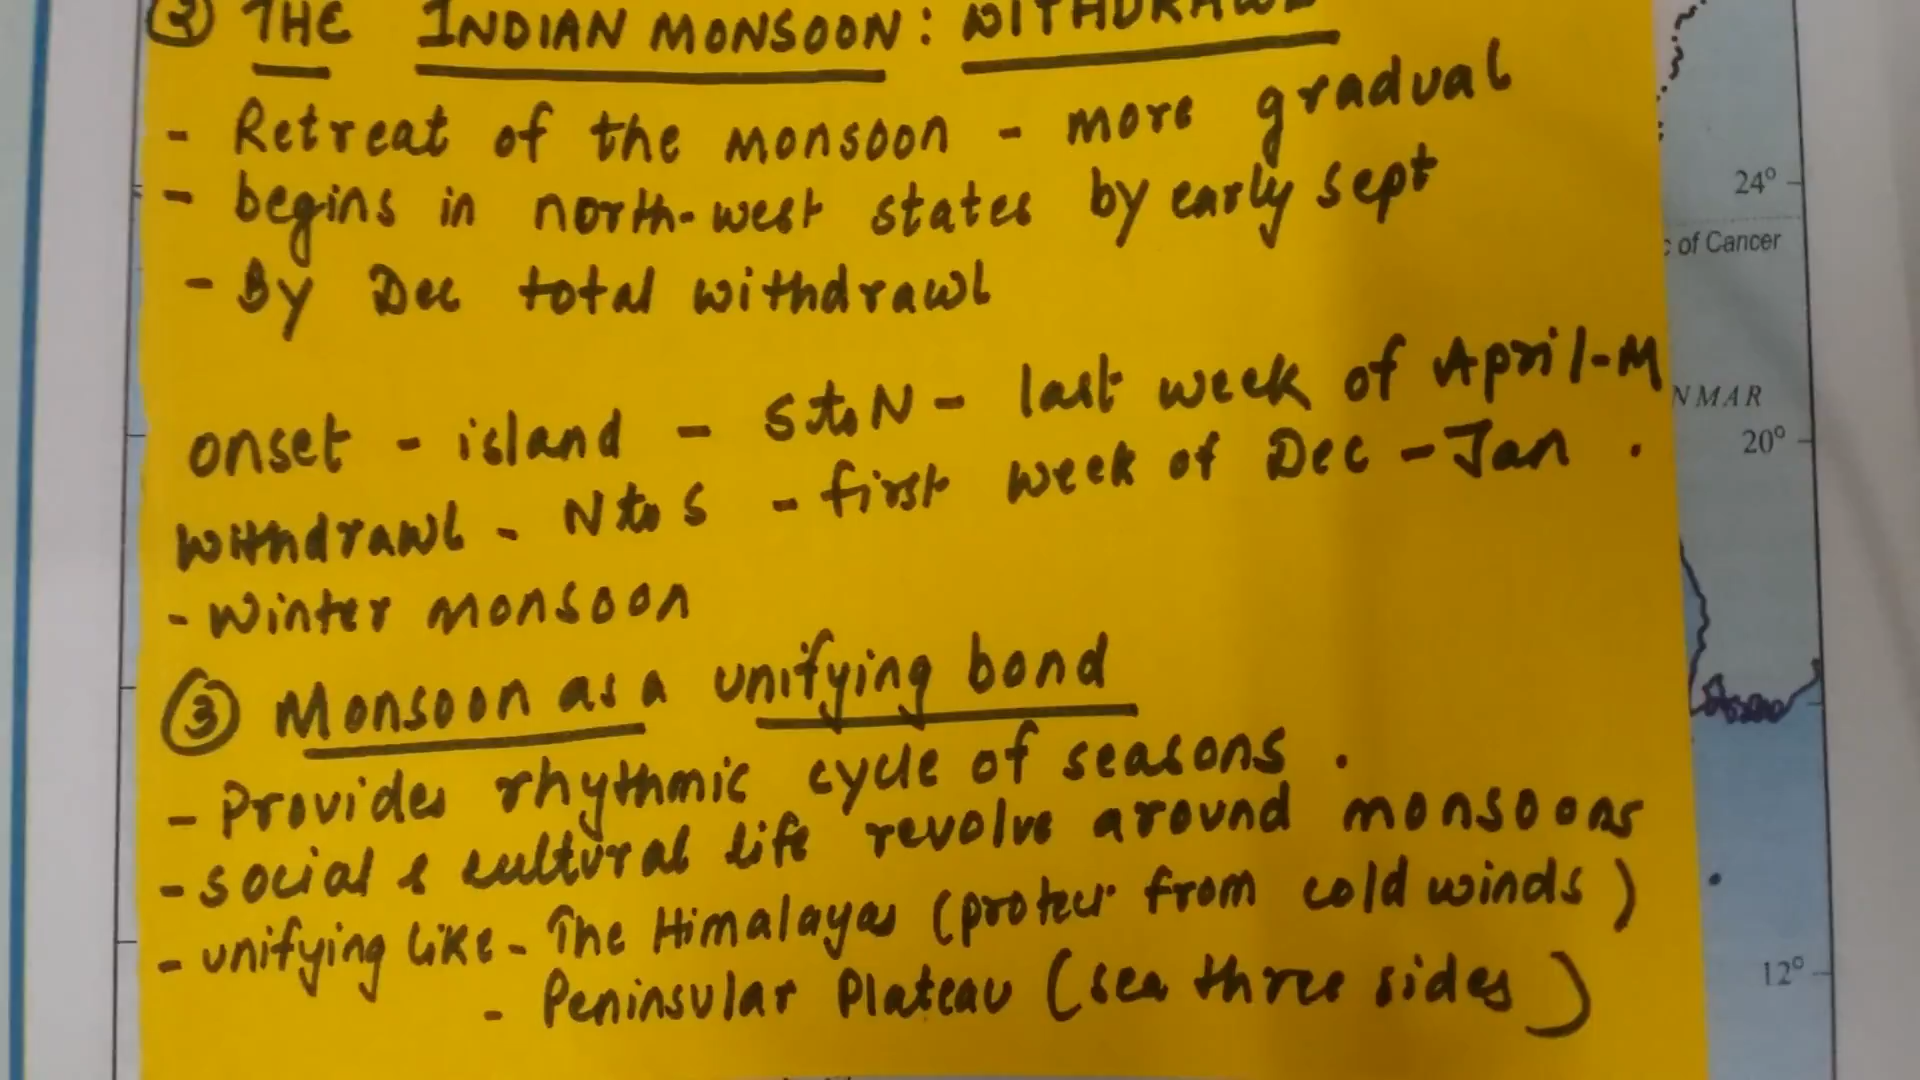 ② THE INDIAN MONSOON: WITHDRAWL
- Retreat of the monsoon - more gradual
- begins in north-west states by early sept
- By Dec total withdrawl
onset - island - S to N - last week of April-M
withdrawl - N to S - first week of Dec - Jan .
- Winter monsoon
③ Monsoon as a unifying bond
- Provides rhythmic cycle of seasons .
- social & cultural life revolve around monsoons
- unifying like - The Himalayas (protect from cold winds)
- Peninsular Plateau (sea three sides)
24°
of Cancer
NMAR
20°
12°